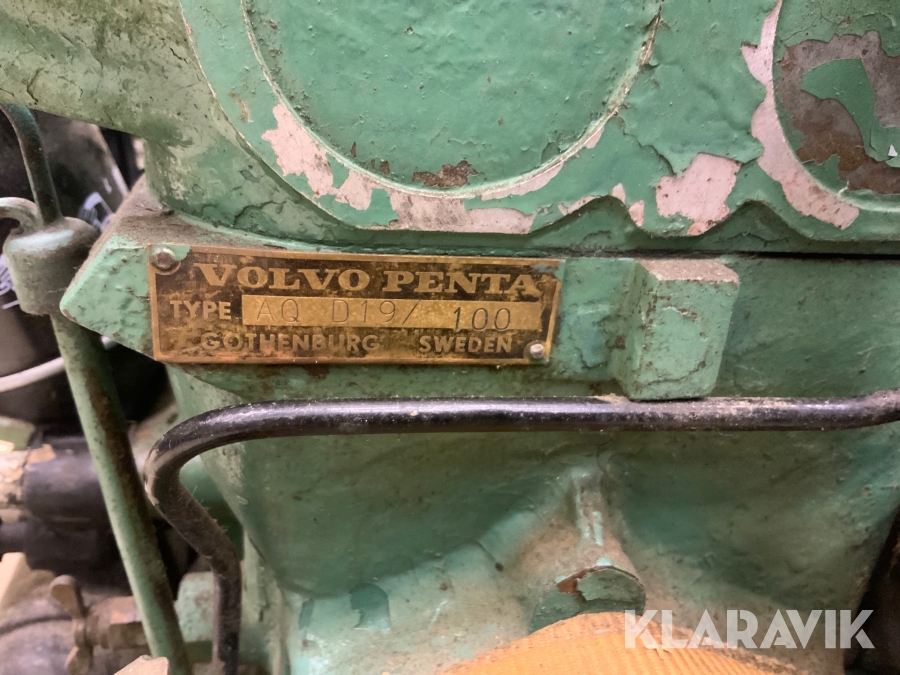 VOLVO PENTA
TYPE AQ D19/ 100
GOTHENBURG SWEDEN
KLARAVIK